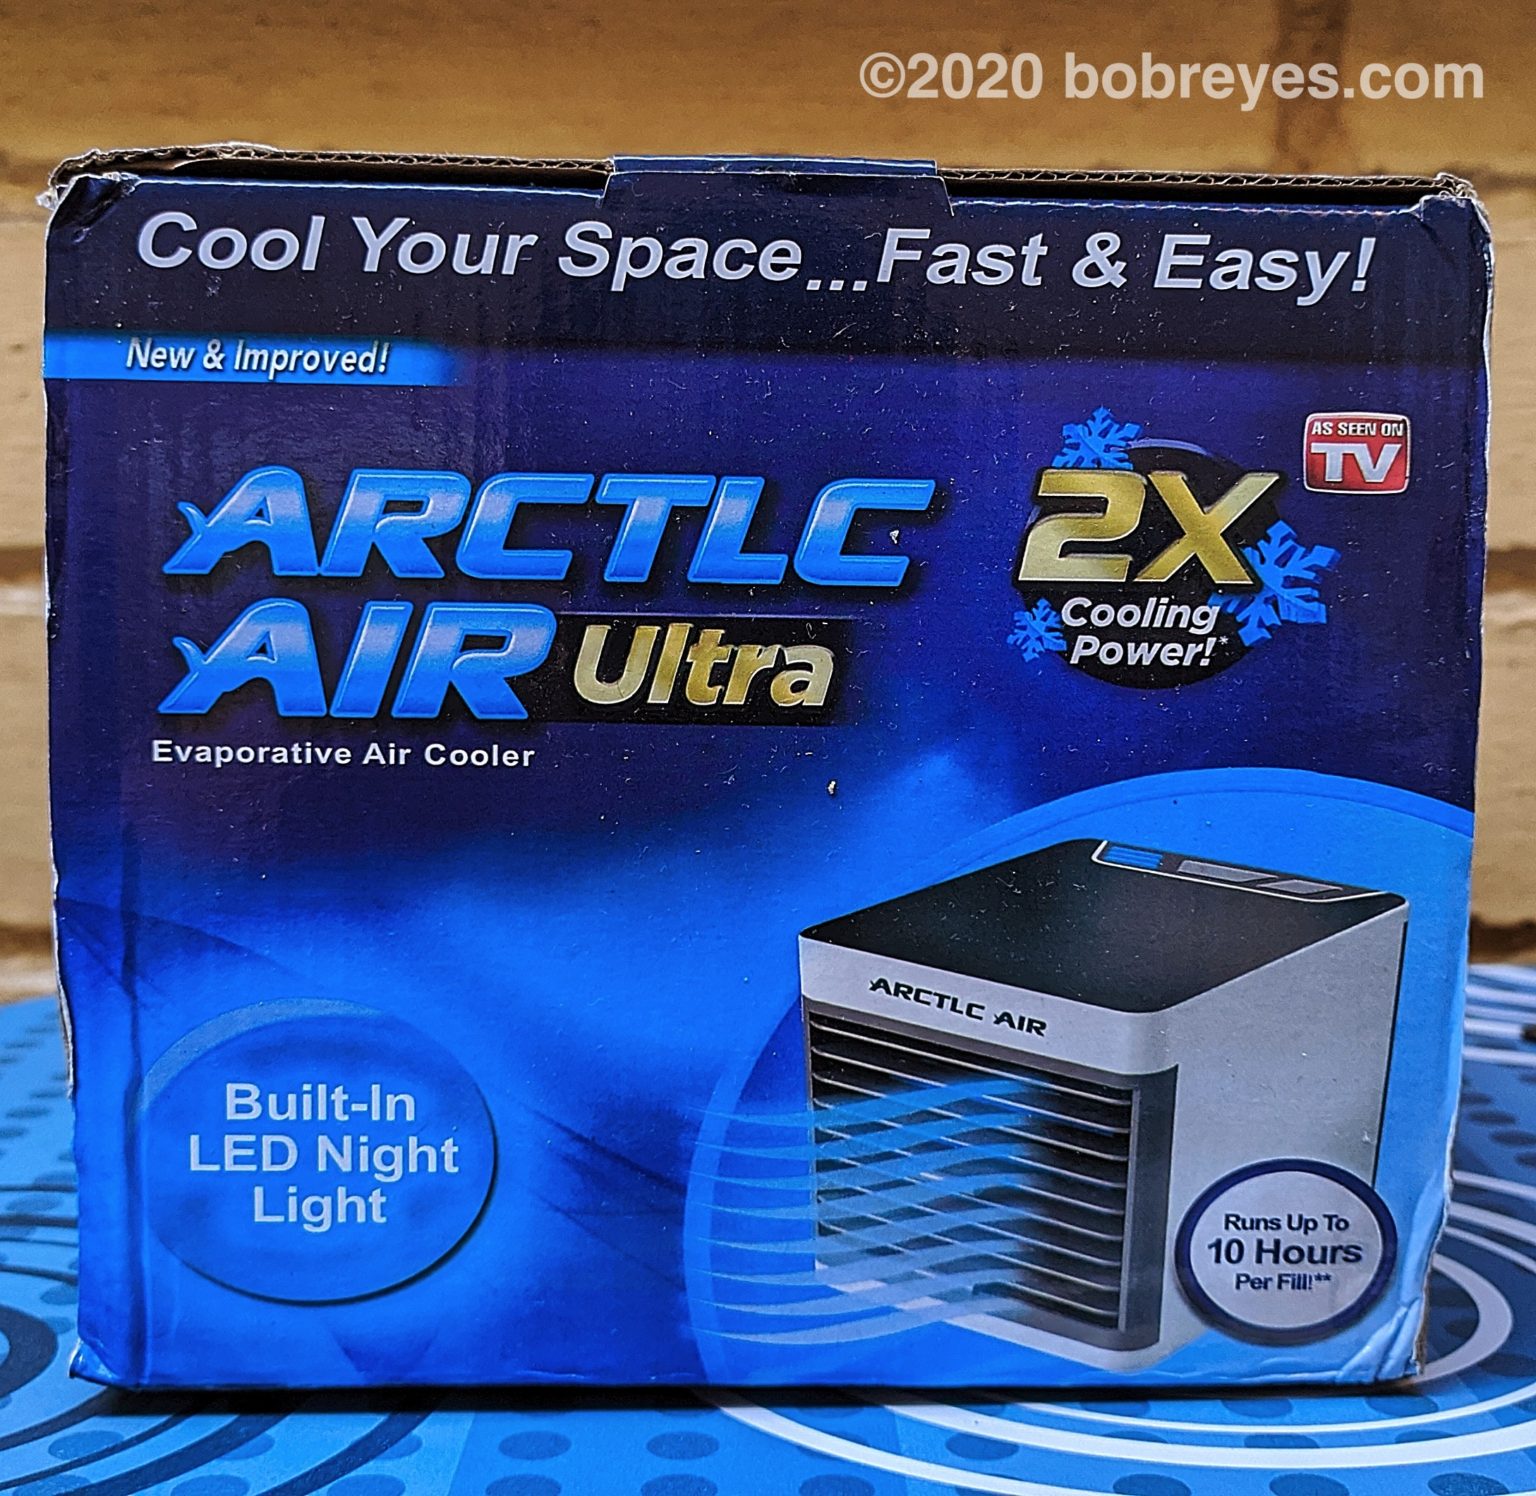 ©2020 bobreyes.com
Cool Your Space...Fast & Easy!
New & Improved!
AS SEEN ON
TV
ARCTLC
AIR Ultra
Evaporative Air Cooler
2X
Cooling
Power!*
ARCTLC AIR
Built-In
LED Night
Light
Runs Up To
10 Hours
Per Fill!**